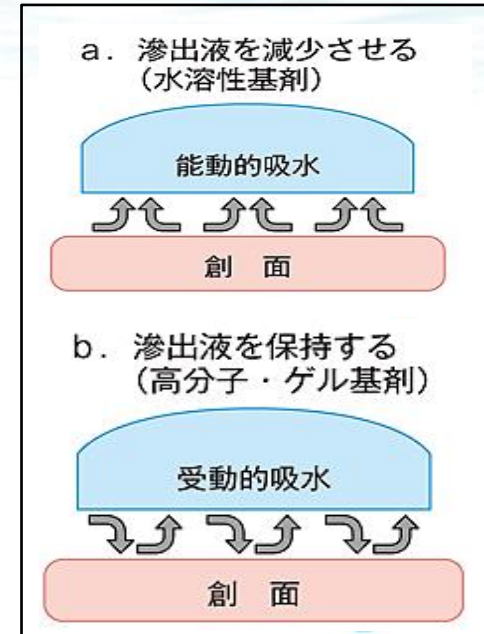 a. 滲出液を減少させる
(水溶性基剤)
能動的吸水
創 面
b. 滲出液を保持する
(高分子・ゲル基剤)
受動的吸水
創 面